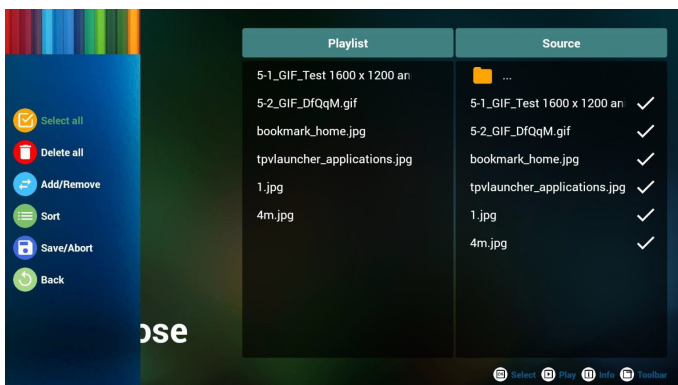 Select all
Delete all
Add/Remove
Sort
Save/Abort
Back
ose
Playlist
5-1_GIF_Test 1600 x 1200 an
5-2_GIF_DfQqM.gif
bookmark_home.jpg
tpvlauncher_applications.jpg
1.jpg
4m.jpg
Source
...
5-1_GIF_Test 1600 x 1200 an
5-2_GIF_DfQqM.gif
bookmark_home.jpg
tpvlauncher_applications.jpg
1.jpg
4m.jpg
OK Select Play Info Toolbar